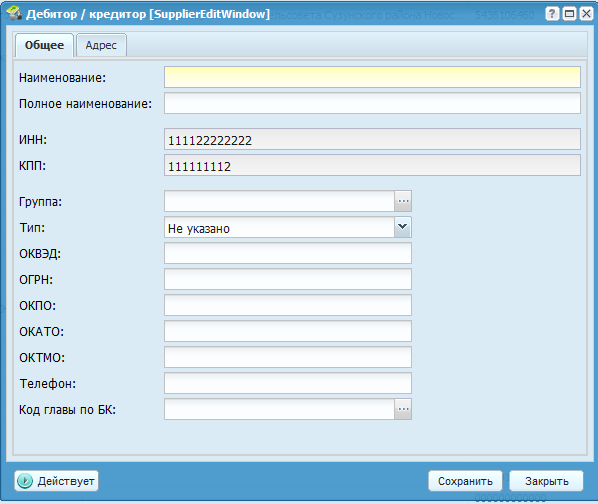 Дебитор / кредитор [SupplierEditWindow]
Общее Адрес
Наименование:
Полное наименование:
ИНН: 111122222222
КПП: 111111112
Группа: ...
Тип: Не указано
ОКВЭД:
ОГРН:
ОКПО:
ОКАТО:
ОКТМО:
Телефон:
Код главы по БК: ...
Действует Сохранить Закрыть